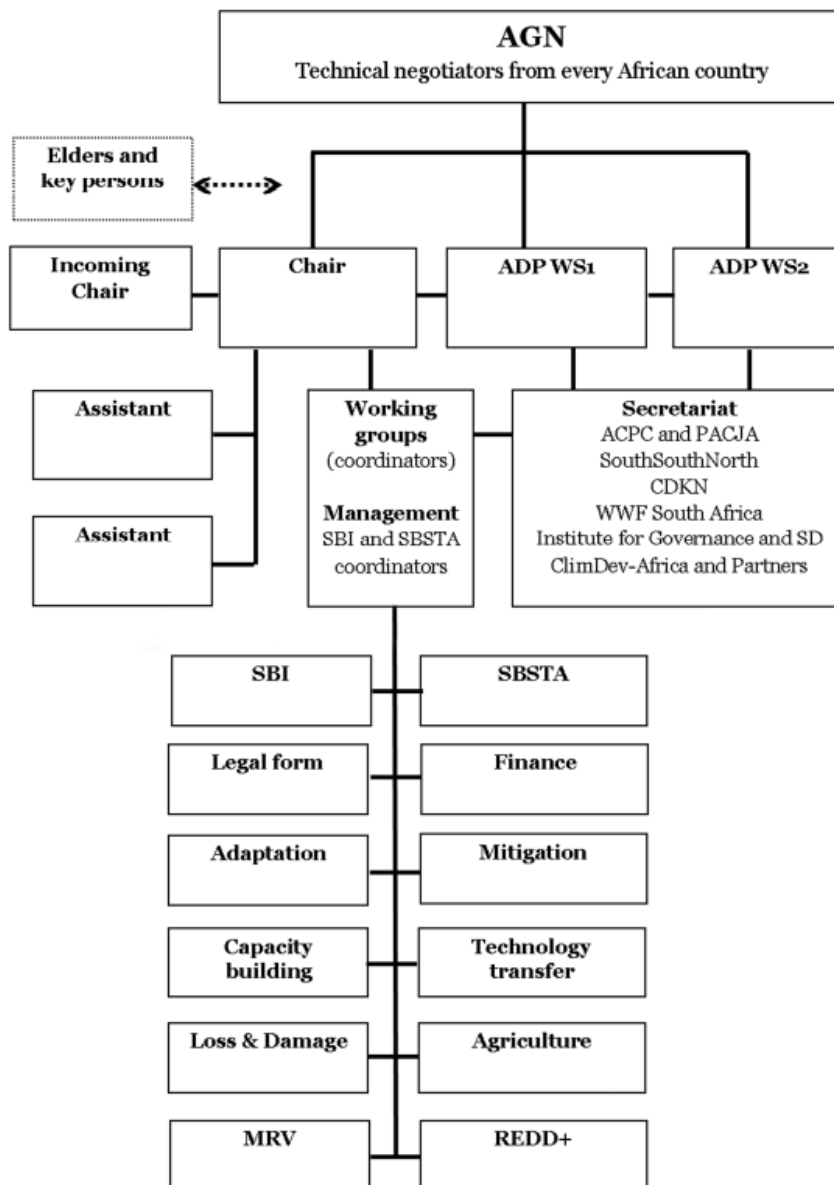 AGN
Technical negotiators from every African country
Elders and
key persons
Incoming
Chair
Chair
ADP WS1
ADP WS2
Assistant
Assistant
Working
groups
(coordinators)
Management
SBI and SBSTA
coordinators
Secretariat
ACPC and PACJA
SouthSouthNorth
CDKN
WWF South Africa
Institute for Governance and SD
ClimDev-Africa and Partners
SBI
SBSTA
Legal form
Finance
Adaptation
Mitigation
Capacity
building
Technology
transfer
Loss & Damage
Agriculture
MRV
REDD+